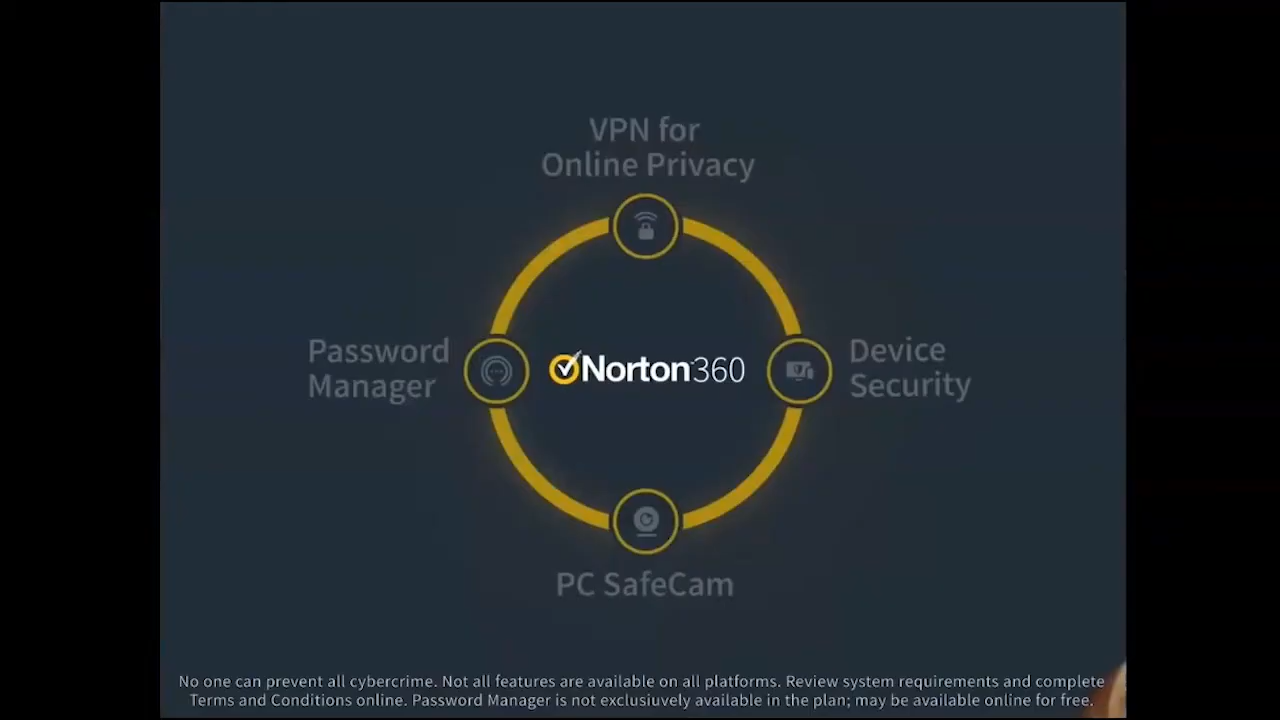 VPN for
Online Privacy
Password
Manager
Norton 360
Device
Security
PC SafeCam
No one can prevent all cybercrime. Not all features are available on all platforms. Review system requirements and complete
Terms and Conditions online. Password Manager is not exclusiuvely available in the plan; may be available online for free.